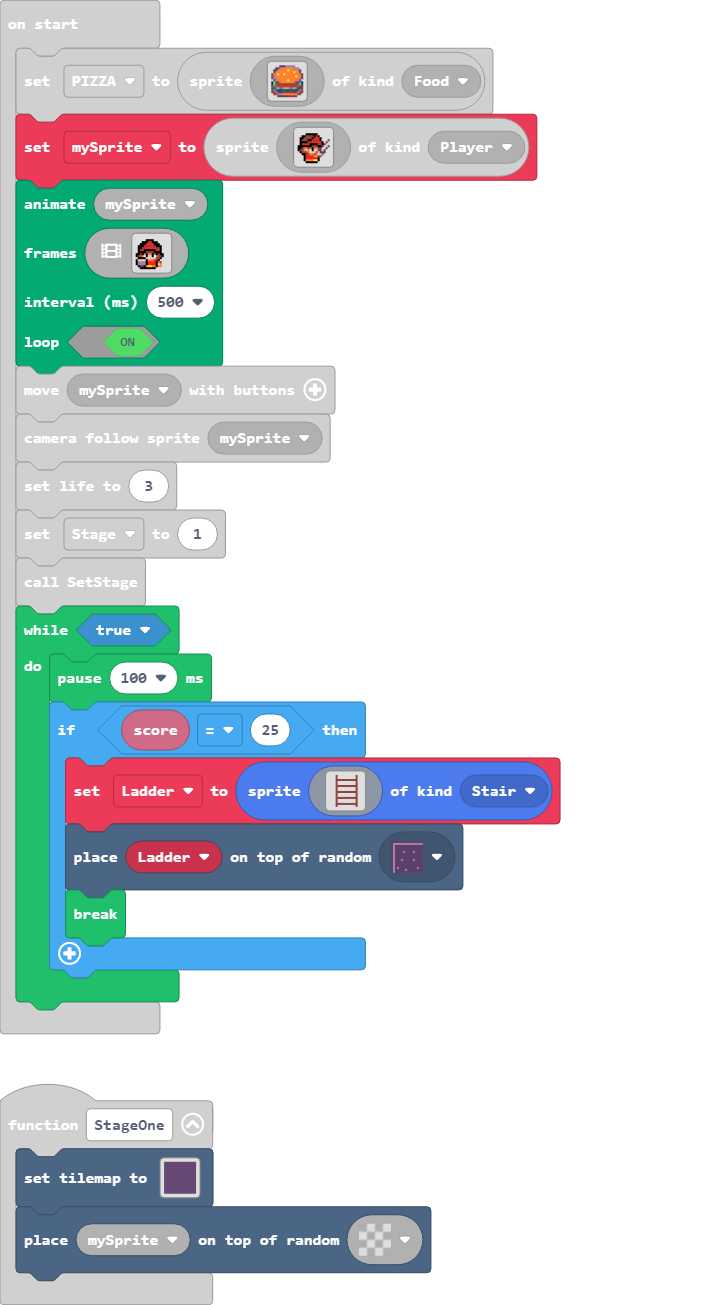 on start
set PIZZA to sprite of kind Food
set mySprite to sprite of kind Player
animate mySprite
frames
interval (ms) 500
loop ON
move mySprite with buttons
camera follow sprite mySprite
set life to 3
set Stage to 1
call SetStage
while true
do
pause 100 ms
if score = 25 then
set Ladder to sprite of kind Stair
place Ladder on top of random
break
function StageOne
set tilemap to
place mySprite on top of random